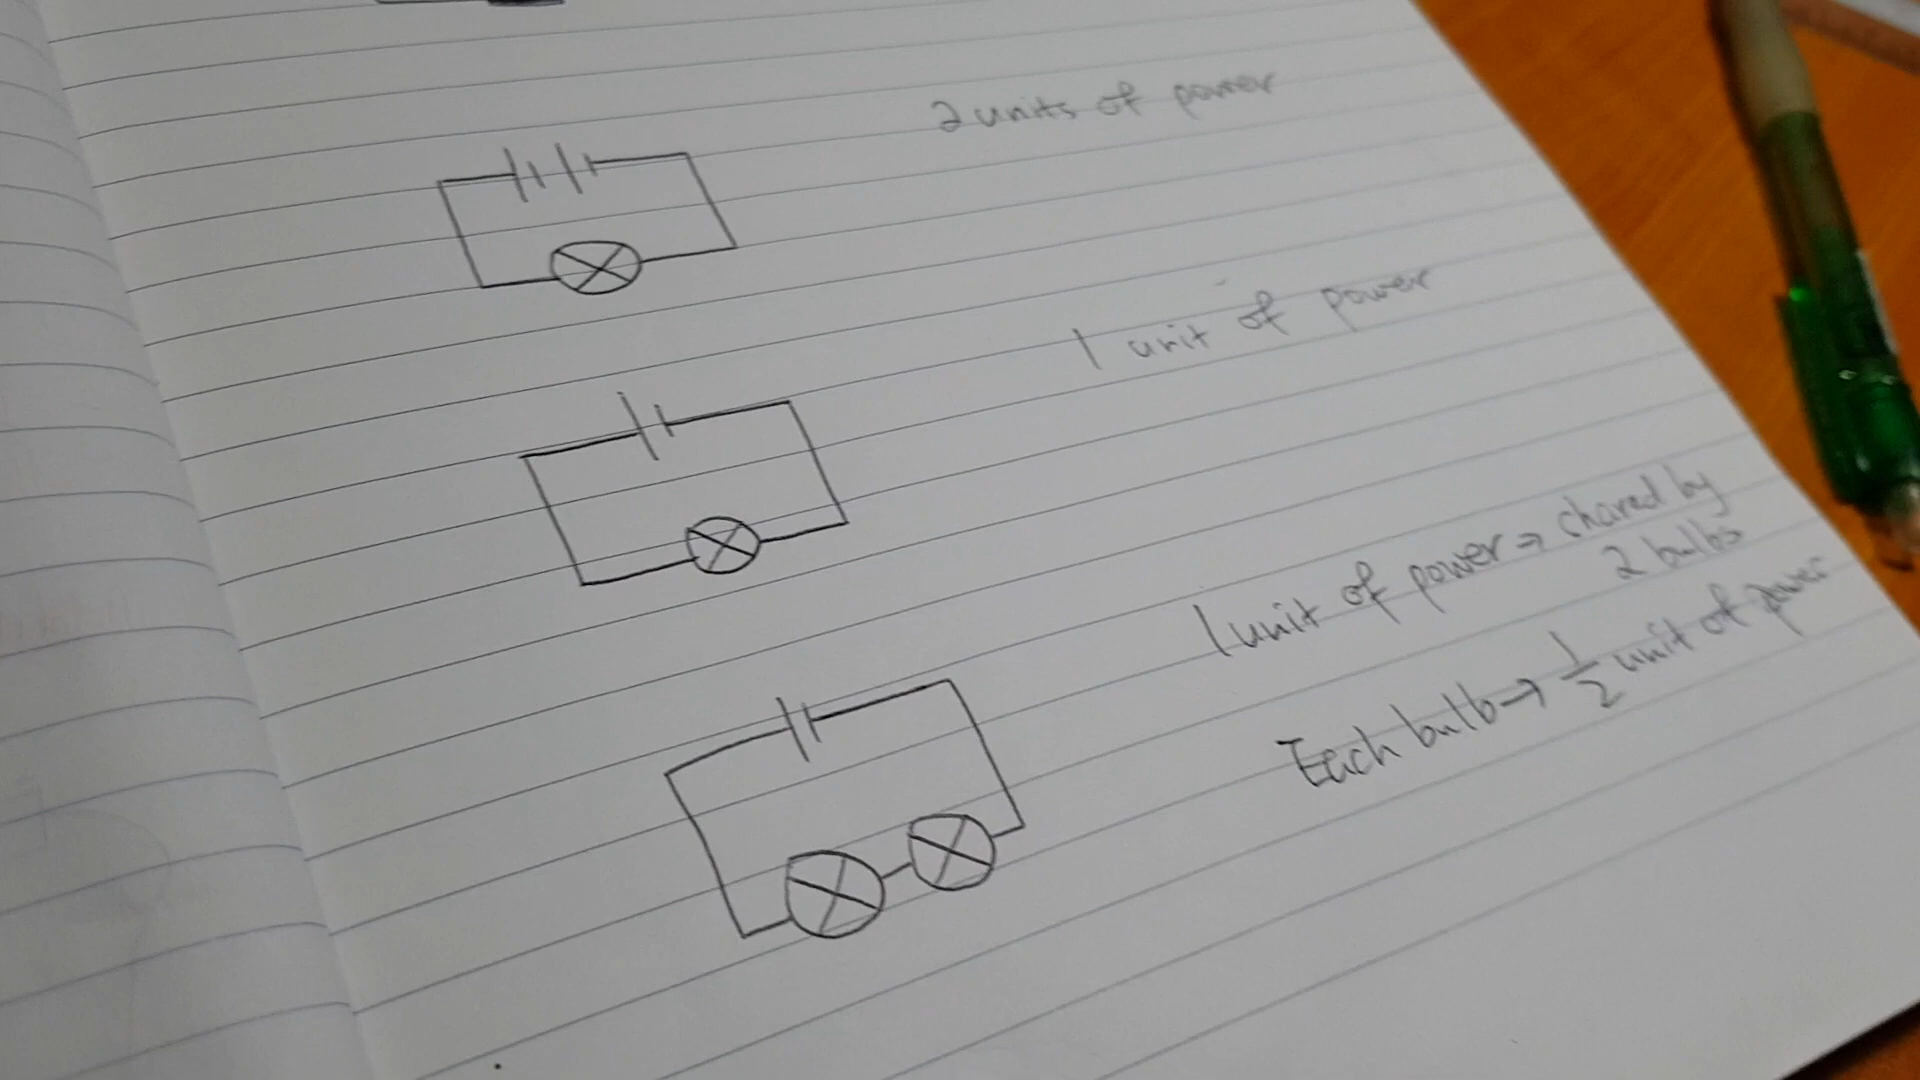 2 units of power
1 unit of power
1 unit of power → shared by
2 bulbs
Each bulb → 1/2 unit of power